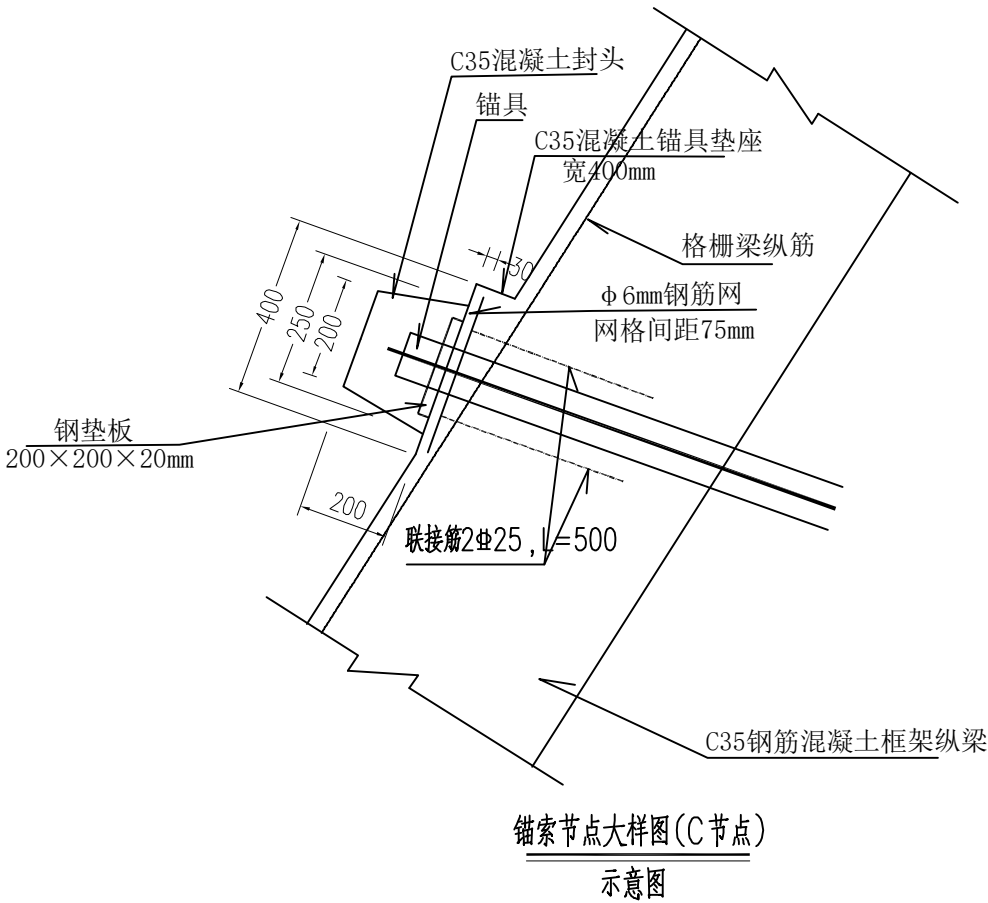 C35混凝土封头
锚具
C35混凝土锚具垫座
宽400mm
格栅梁纵筋
30
φ6mm钢筋网
网格间距75mm
400
250
200
钢垫板
200×200×20mm
200
联接筋2Φ25,L=500
C35钢筋混凝土框架纵梁
锚索节点大样图(C节点)
示意图